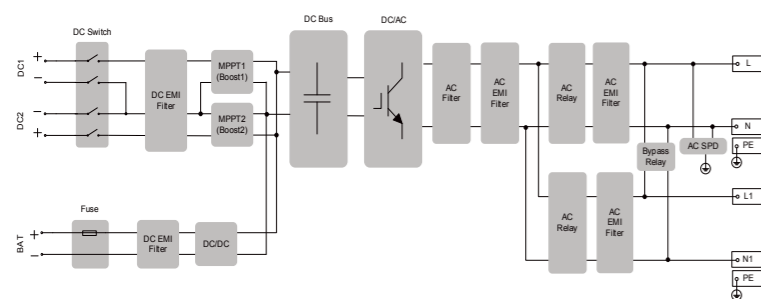 DC Switch
DC Bus
DC/AC
DC1
+
−
DC2
−
+
DC EMI
Filter
MPPT1
(Boost1)
MPPT2
(Boost2)
AC
Filter
AC
EMI
Filter
AC
Relay
AC
EMI
Filter
L
N
PE
Bypass
Relay
AC SPD
AC
Relay
AC
EMI
Filter
L1
N1
PE
Fuse
BAT
+
−
DC EMI
Filter
DC/DC